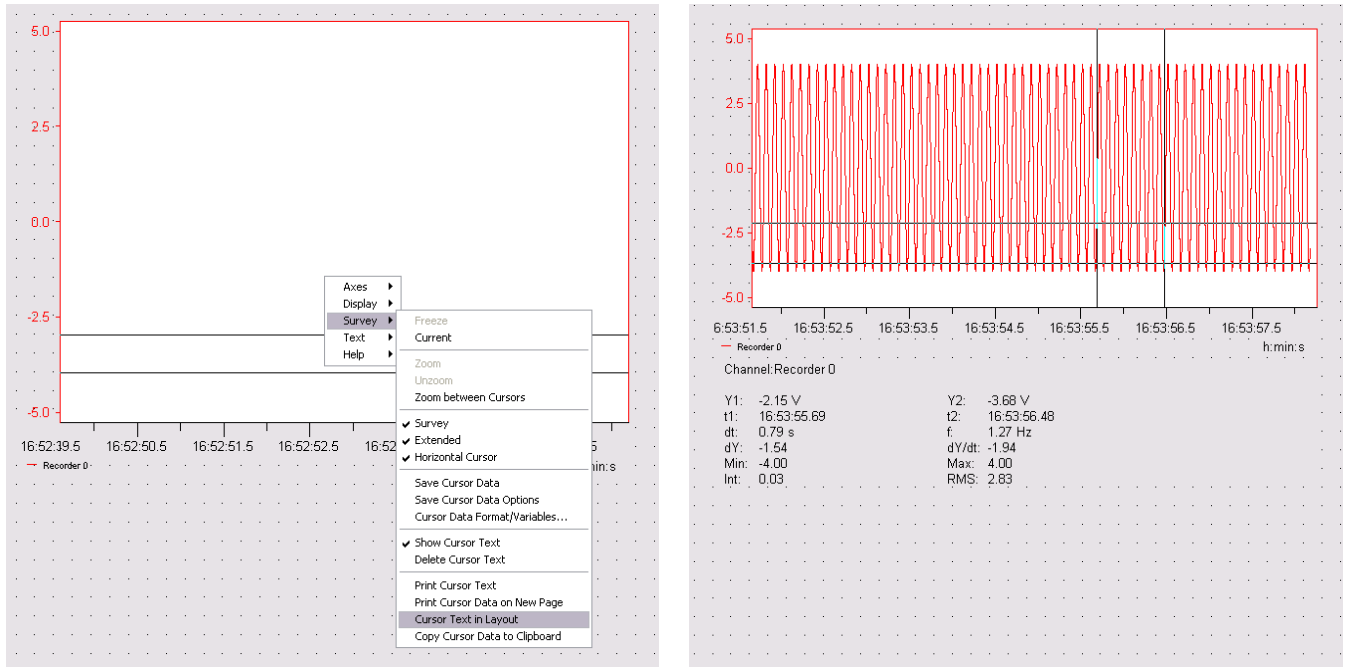 5.0
2.5
0.0
-2.5
-5.0
16:52:39.5 16:52:50.5 16:52:51.5 16:52:52.5
Recorder 0
Axes
Display
Survey
Text
Help
Freeze
Current
Zoom
Unzoom
Zoom between Cursors
Survey
Extended
Horizontal Cursor
Save Cursor Data
Save Cursor Data Options
Cursor Data Format/Variables...
Show Cursor Text
Delete Cursor Text
Print Cursor Text
Print Cursor Data on New Page
Cursor Text in Layout
Copy Cursor Data to Clipboard
5.0
2.5
0.0
-2.5
-5.0
6:53:51.5 16:53:52.5 16:53:53.5 16:53:54.5 16:53:55.5 16:53:56.5 16:53:57.5
Recorder 0 h:min:s
Channel:Recorder 0
Y1: -2.15 V Y2: -3.68 V
t1: 16:53:55.69 t2: 16:53:56.48
dt: 0.79 s f: 1.27 Hz
dY: -1.54 dY/dt: -1.94
Min: -4.00 Max: 4.00
Int: 0.03 RMS: 2.83